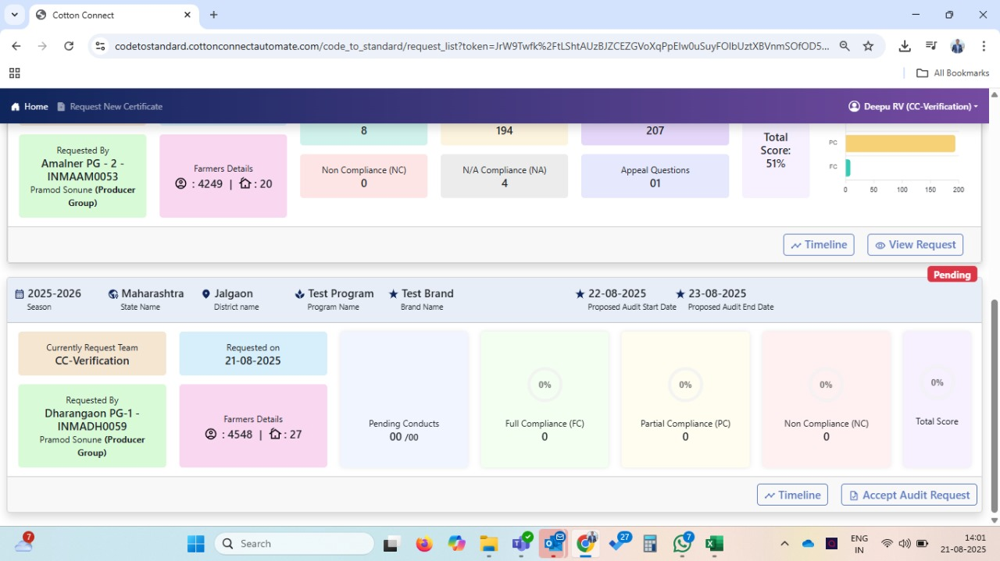 Cotton Connect
codetostandard.cottonconnectautomate.com/code_to_standard/request_list?token=JrW9Twfk%2FtLShtAUzBJZCEZGVoXqPpEIw0uSuyFOIbUztXBVnmSOfOD5...
All Bookmarks
Home Request New Certificate Deepu RV (CC-Verification)
Requested By
Amalner PG - 2 -
INMAAM0053
Pramod Sonune (Producer
Group)
Farmers Details
: 4249 | : 20
8
194
207
Non Compliance (NC)
0
N/A Compliance (NA)
4
Appeal Questions
01
Total
Score:
51%
PC
FC
0 50 100 150 200
Timeline View Request
Pending
2025-2026 Maharashtra Jalgaon Test Program Test Brand 22-08-2025 23-08-2025
Season State Name District name Program Name Brand Name Proposed Audit Start Date Proposed Audit End Date
Currently Request Team
CC-Verification
Requested on
21-08-2025
Requested By
Dharangaon PG-1 -
INMADH0059
Pramod Sonune (Producer
Group)
Farmers Details
: 4548 | : 27
Pending Conducts
00 /00
0%
Full Compliance (FC)
0
0%
Partial Compliance (PC)
0
0%
Non Compliance (NC)
0
0%
Total Score
Timeline Accept Audit Request
7
Search
27
7
ENG
IN
14:01
21-08-2025